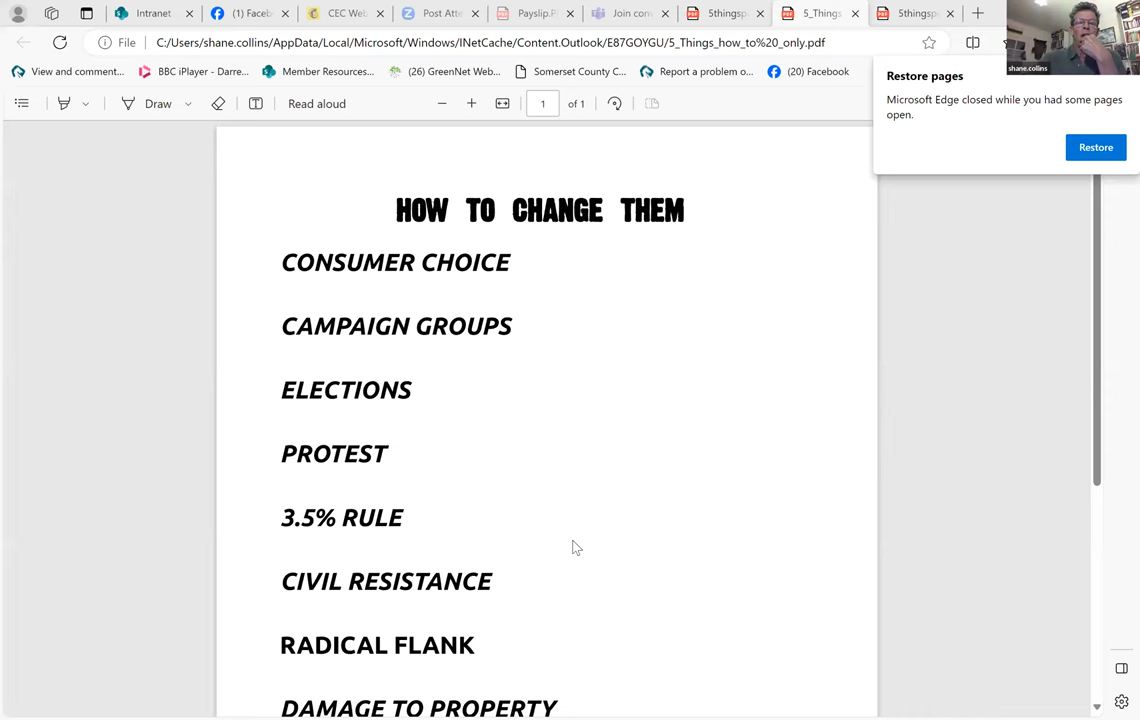 Intranet
(1) Faceb
CEC Web
Post Atte
Payslip.P
Join con
5thingsp
5_Things
5thingsp
File
C:/Users/shane.collins/AppData/Local/Microsoft/Windows/INetCache/Content.Outlook/E87GOYGU/5_Things_how_to%20_only.pdf
shane.collins
View and comment...
BBC iPlayer - Darre...
Member Resources...
(26) GreenNet Web...
Somerset County C...
Report a problem o...
(20) Facebook
Restore pages
Microsoft Edge closed while you had some pages
open.
Restore
Draw
Read aloud
1
of 1
HOW TO CHANGE THEM
CONSUMER CHOICE
CAMPAIGN GROUPS
ELECTIONS
PROTEST
3.5% RULE
CIVIL RESISTANCE
RADICAL FLANK
DAMAGE TO PROPERTY